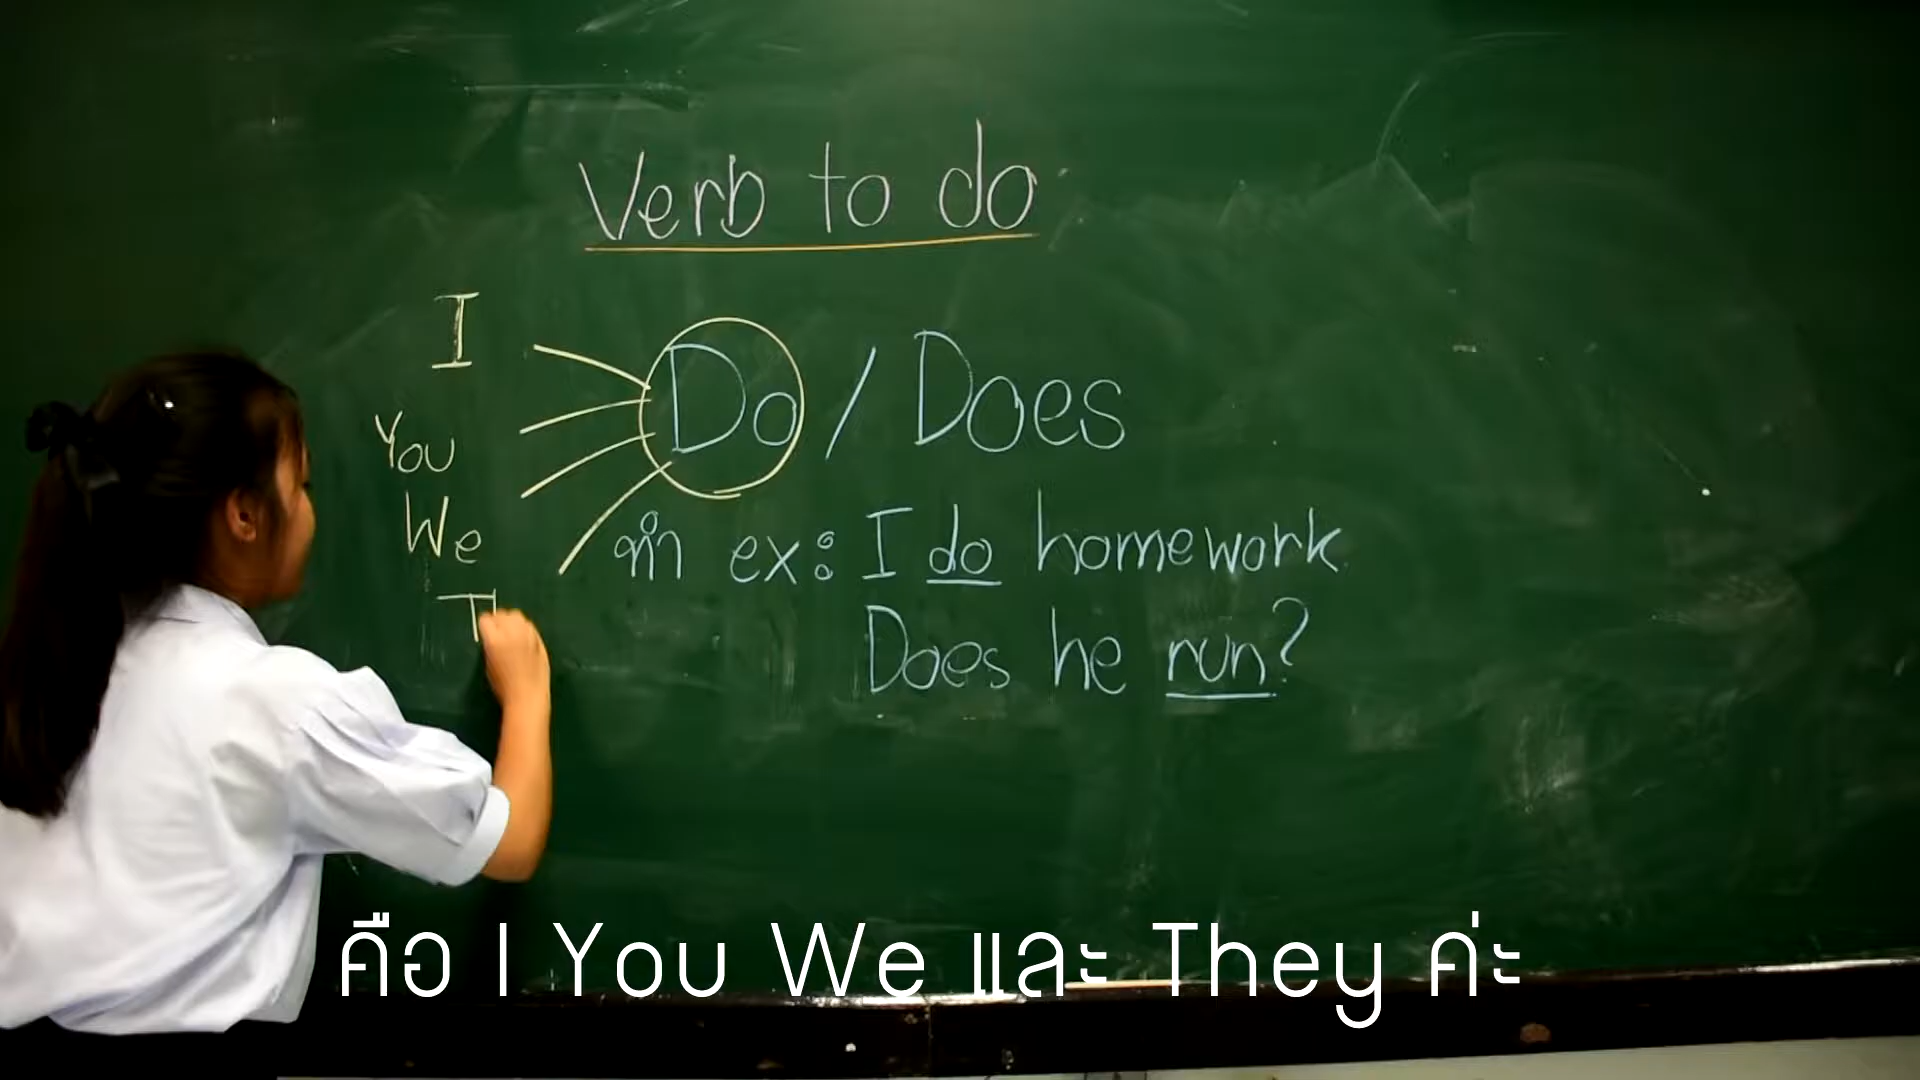 Verb to do
I
Do / Does
You
We
ทำ ex: I do homework.
T
Does he run?
คือ I You We และ They ค่ะ